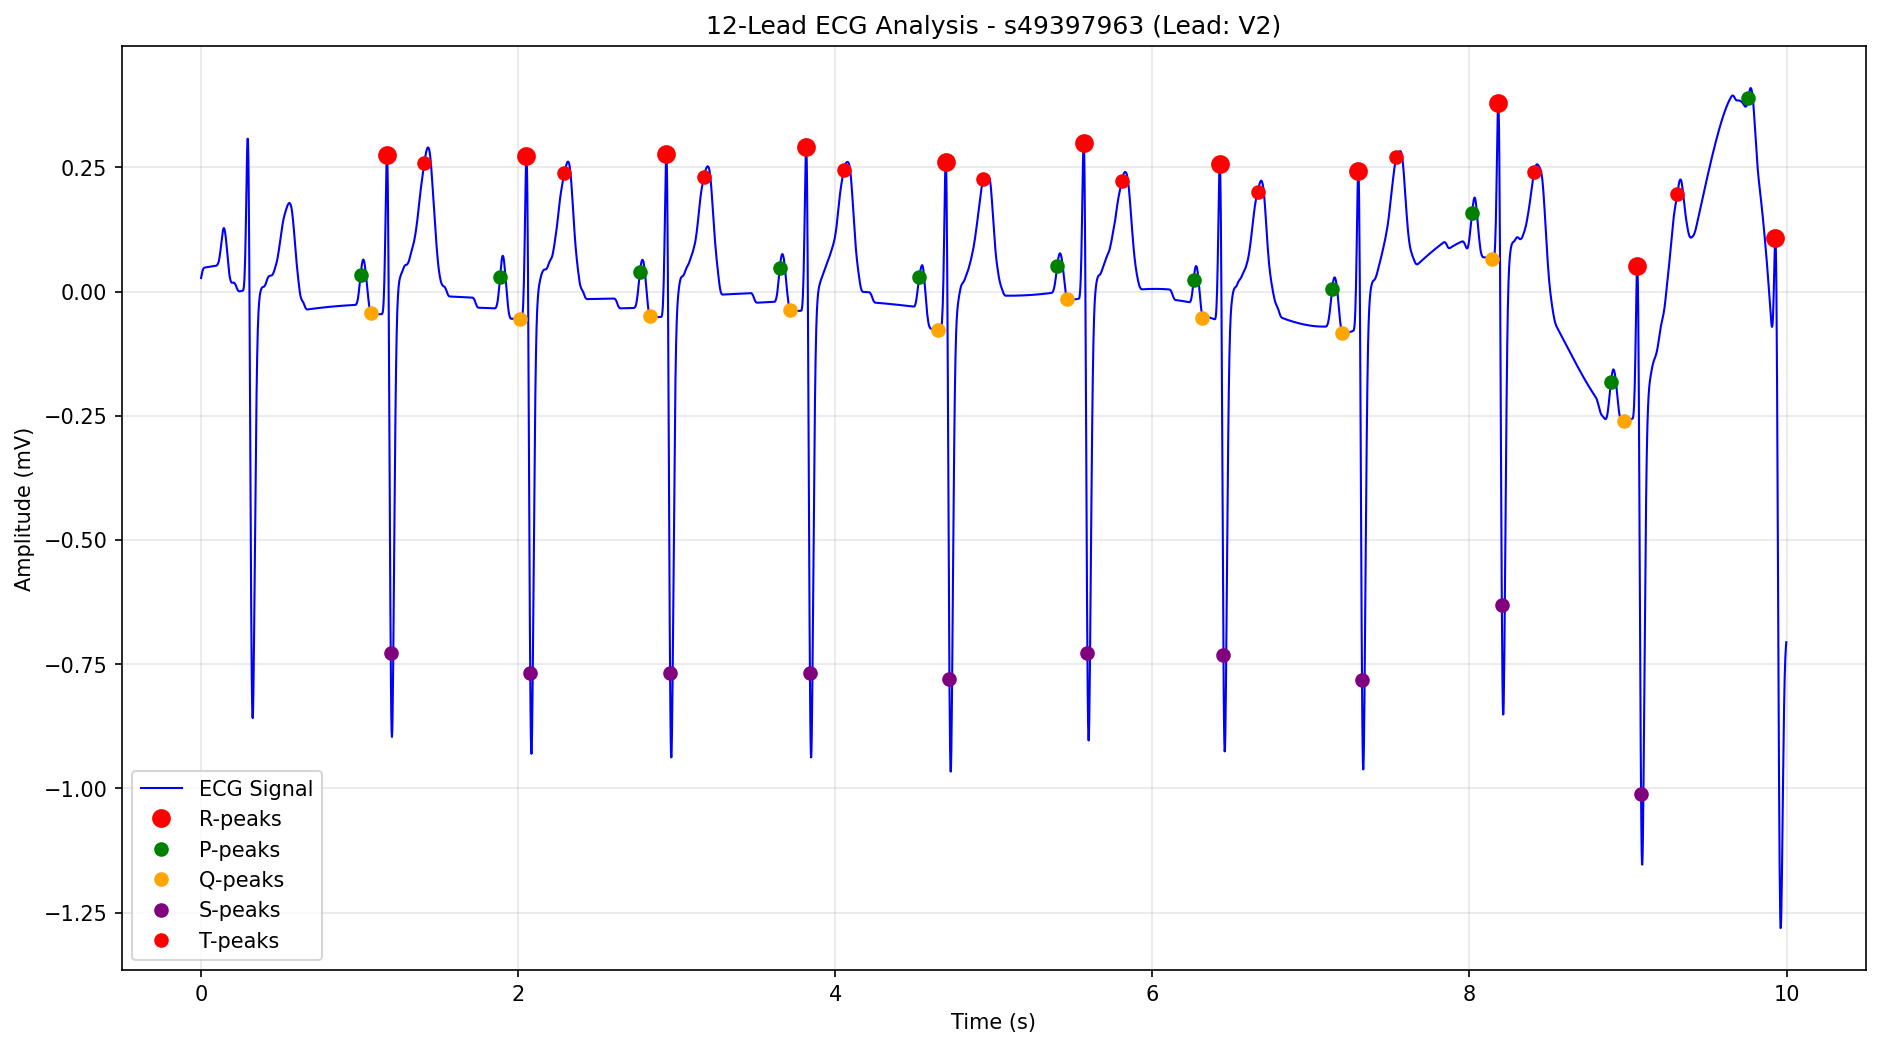 12-Lead ECG Analysis - s49397963 (Lead: V2)
Amplitude (mV)
0.25
0.00
−0.25
−0.50
−0.75
−1.00
−1.25
ECG Signal
R-peaks
P-peaks
Q-peaks
S-peaks
T-peaks
0 2 4 6 8 10
Time (s)